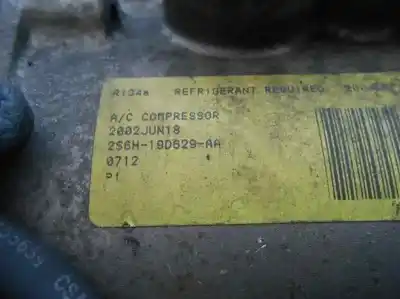 R134a REFRIGERANT REQUIRED
A/C COMPRESSOR
2002JUN18
2S6H-19D629-AA
0712
P1